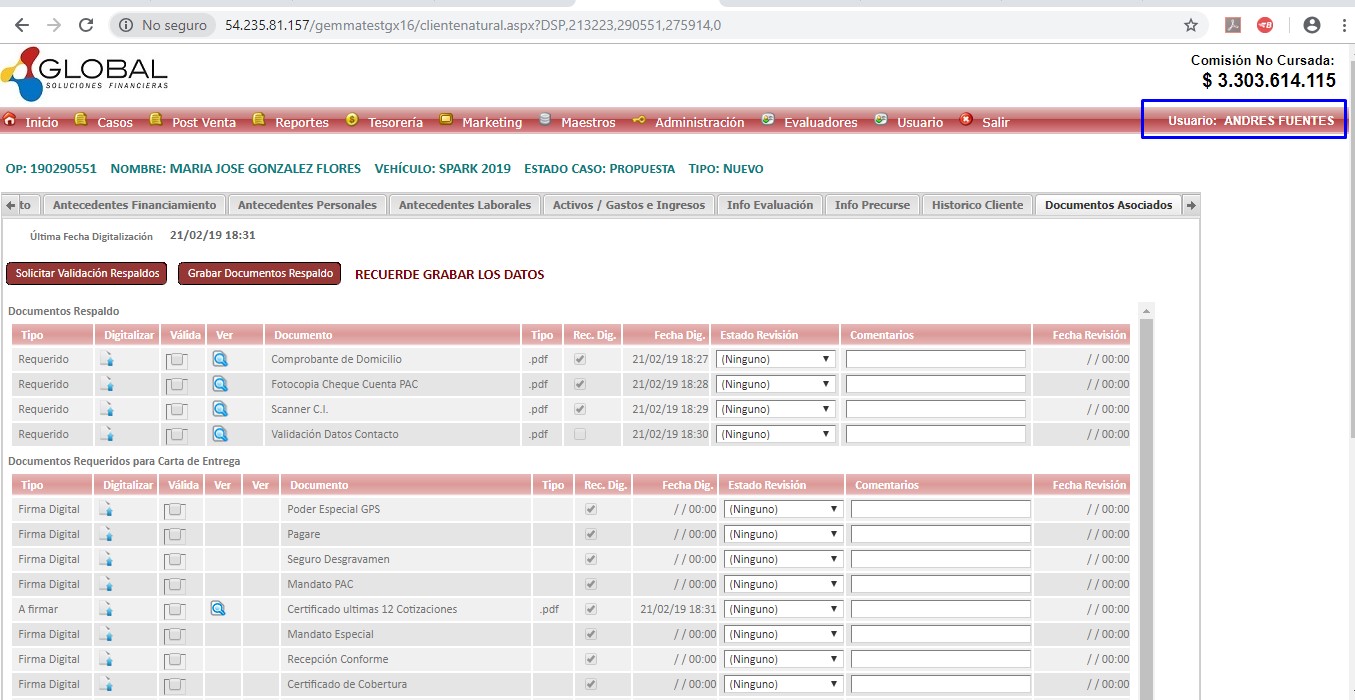 No seguro 54.235.81.157/gemmatestgx16/clientenatural.aspx?DSP,213223,290551,275914,0
GLOBAL
SOLUCIONES FINANCIERAS
Comisión No Cursada:
$ 3.303.614.115
Inicio Casos Post Venta Reportes Tesorería Marketing Maestros Administración Evaluadores Usuario Salir Usuario: ANDRES FUENTES
OP: 190290551 NOMBRE: MARIA JOSE GONZALEZ FLORES VEHÍCULO: SPARK 2019 ESTADO CASO: PROPUESTA TIPO: NUEVO
to Antecedentes Financiamiento Antecedentes Personales Antecedentes Laborales Activos / Gastos e Ingresos Info Evaluación Info Precurse Historico Cliente Documentos Asociados
Última Fecha Digitalización 21/02/19 18:31
Solicitar Validación Respaldos Grabar Documentos Respaldo RECUERDE GRABAR LOS DATOS
Documentos Respaldo
Tipo Digitalizar Válida Ver Documento Tipo Rec. Dig. Fecha Dig. Estado Revisión Comentarios Fecha Revisión
Requerido Comprobante de Domicilio .pdf 21/02/19 18:27 (Ninguno) / / 00:00
Requerido Fotocopia Cheque Cuenta PAC .pdf 21/02/19 18:28 (Ninguno) / / 00:00
Requerido Scanner C.I. .pdf 21/02/19 18:29 (Ninguno) / / 00:00
Requerido Validación Datos Contacto .pdf 21/02/19 18:30 (Ninguno) / / 00:00
Documentos Requeridos para Carta de Entrega
Tipo Digitalizar Válida Ver Ver Documento Tipo Rec. Dig. Fecha Dig. Estado Revisión Comentarios Fecha Revisión
Firma Digital Poder Especial GPS / / 00:00 (Ninguno) / / 00:00
Firma Digital Pagare / / 00:00 (Ninguno) / / 00:00
Firma Digital Seguro Desgravamen / / 00:00 (Ninguno) / / 00:00
Firma Digital Mandato PAC / / 00:00 (Ninguno) / / 00:00
A firmar Certificado ultimas 12 Cotizaciones .pdf 21/02/19 18:31 (Ninguno) / / 00:00
Firma Digital Mandato Especial / / 00:00 (Ninguno) / / 00:00
Firma Digital Recepción Conforme / / 00:00 (Ninguno) / / 00:00
Firma Digital Certificado de Cobertura / / 00:00 (Ninguno) / / 00:00